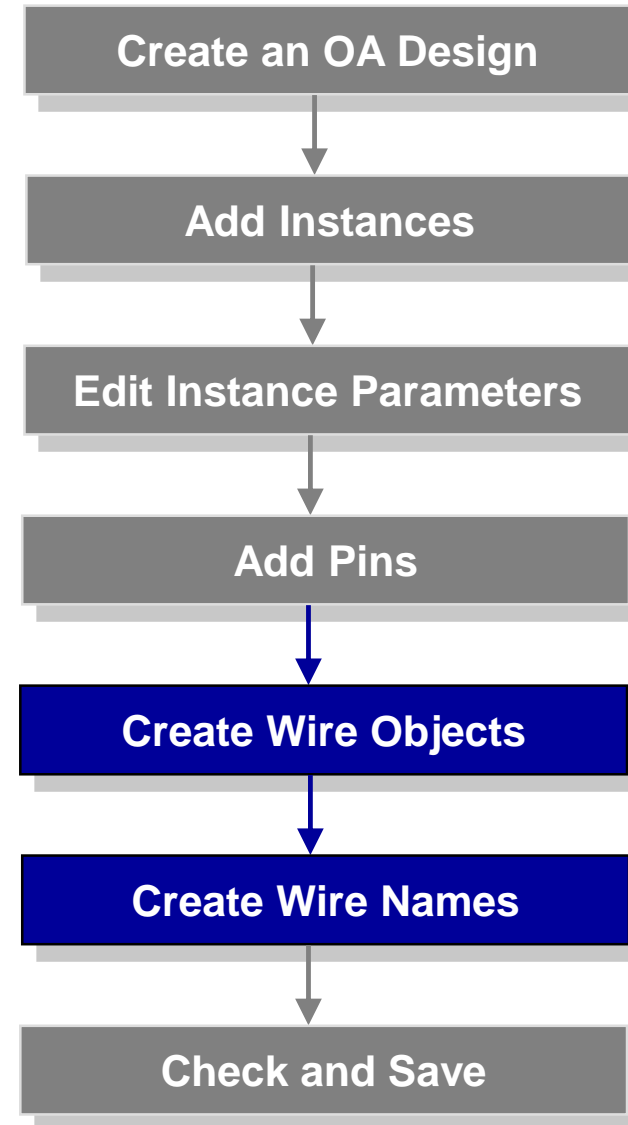 Create an OA Design
Add Instances
Edit Instance Parameters
Add Pins
Create Wire Objects
Create Wire Names
Check and Save